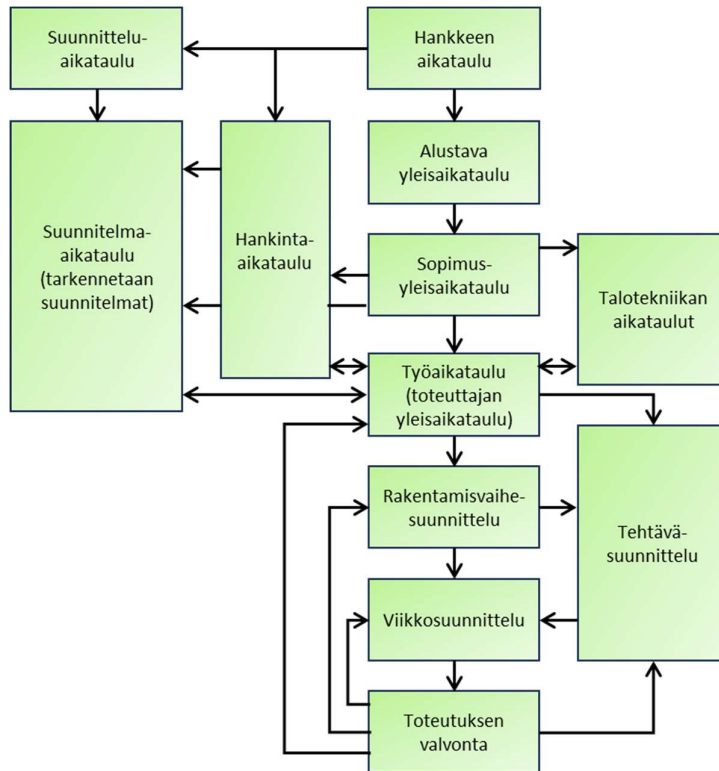 Suunnittelu-
aikataulu
Hankkeen
aikataulu
Alustava
yleisaikataulu
Suunnitelma-
aikataulu
(tarkennetaan
suunnitelmat)
Hankinta-
aikataulu
Sopimus-
yleisaikataulu
Talotekniikan
aikataulut
Työaikataulu
(toteuttajan
yleisaikataulu)
Rakentamisvaihe-
suunnittelu
Tehtävä-
suunnittelu
Viikkosuunnittelu
Toteutuksen
valvonta